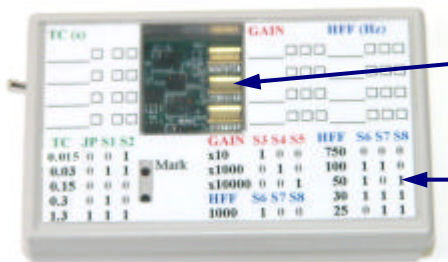 TC (s) GAIN HFF (Hz)
TC JP S1 S2
0.015 0 0 1
0.03 0 1 1
0.15 0 0 0
0.3 0 1 0
1.3 1 1 1
Mark
GAIN S3 S4 S5
x10 1 0 0
x1000 0 1 0
x10000 0 0 1
HFF S6 S7 S8
1000 1 0 0
HFF S6 S7 S8
750 0 0 0
100 1 1 0
50 1 0 1
30 1 1 1
25 0 1 1